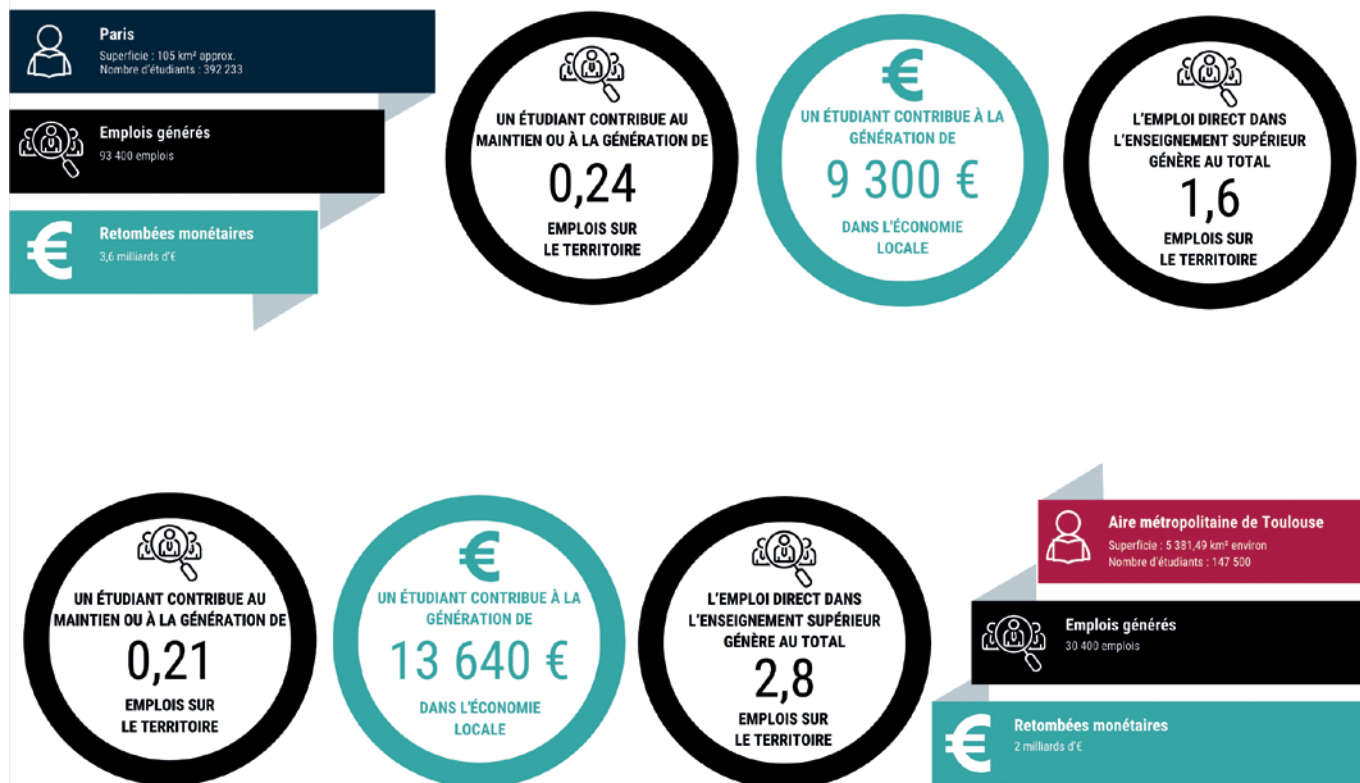 Paris
Superficie : 105 km² approx.
Nombre d'étudiants : 392 233
Emplois générés
93 400 emplois
Retombées monétaires
3,6 milliards d'€
UN ÉTUDIANT CONTRIBUE AU
MAINTIEN OU À LA GÉNÉRATION DE
0,24
EMPLOIS SUR
LE TERRITOIRE
€
UN ÉTUDIANT CONTRIBUE À LA
GÉNÉRATION DE
9 300 €
DANS L'ÉCONOMIE
LOCALE
L'EMPLOI DIRECT DANS
L'ENSEIGNEMENT SUPÉRIEUR
GÉNÈRE AU TOTAL
1,6
EMPLOIS SUR
LE TERRITOIRE
UN ÉTUDIANT CONTRIBUE AU
MAINTIEN OU À LA GÉNÉRATION DE
0,21
EMPLOIS SUR
LE TERRITOIRE
€
UN ÉTUDIANT CONTRIBUE À LA
GÉNÉRATION DE
13 640 €
DANS L'ÉCONOMIE
LOCALE
L'EMPLOI DIRECT DANS
L'ENSEIGNEMENT SUPÉRIEUR
GÉNÈRE AU TOTAL
2,8
EMPLOIS SUR
LE TERRITOIRE
Aire métropolitaine de Toulouse
Superficie : 5 381,49 km² environ
Nombre d'étudiants : 147 500
Emplois générés
30 400 emplois
€
Retombées monétaires
2 milliards d'€